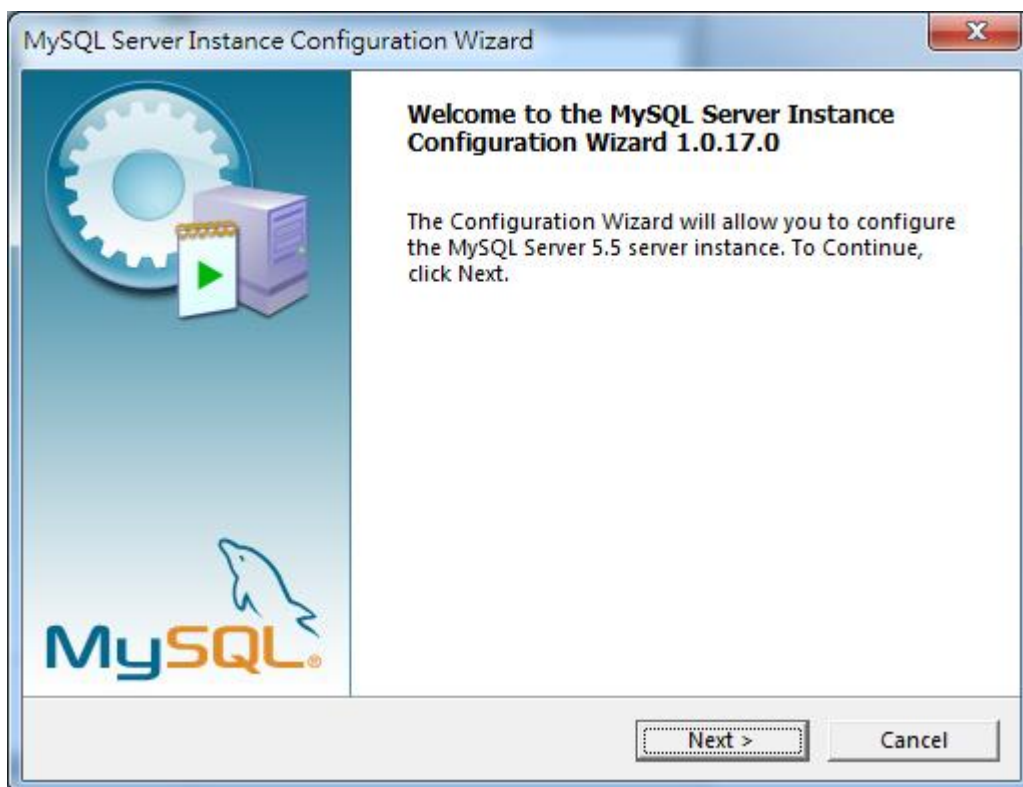 MySQL Server Instance Configuration Wizard
Welcome to the MySQL Server Instance
Configuration Wizard 1.0.17.0
The Configuration Wizard will allow you to configure
the MySQL Server 5.5 server instance. To Continue,
click Next.
MySQL®
Next >
Cancel